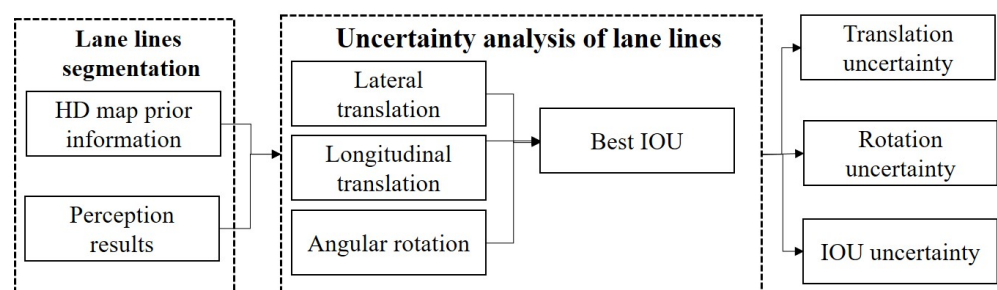 Lane lines
segmentation
HD map prior
information
Perception
results
Uncertainty analysis of lane lines
Lateral
translation
Longitudinal
translation
Angular rotation
Best IOU
Translation
uncertainty
Rotation
uncertainty
IOU uncertainty